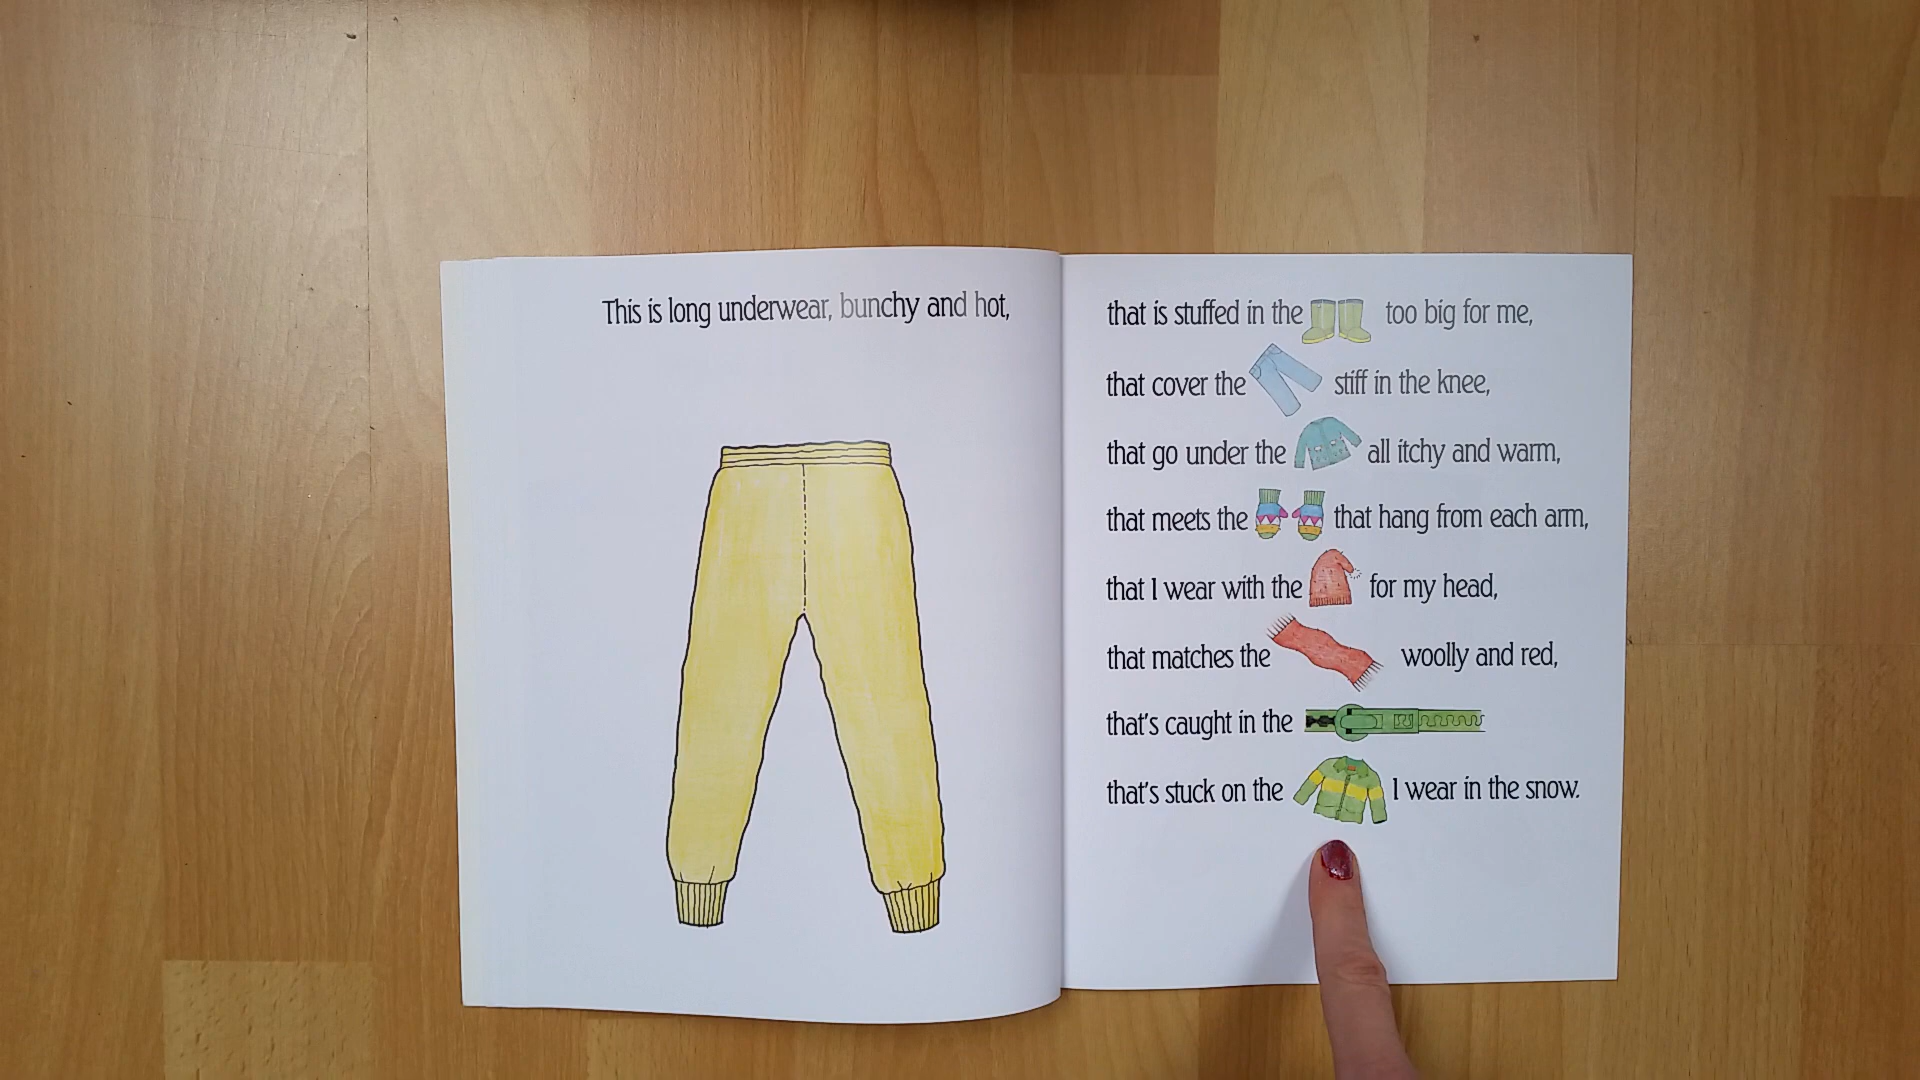 This is long underwear, bunchy and hot,
that is stuffed in the too big for me,
that cover the stiff in the knee,
that go under the all itchy and warm,
that meets the that hang from each arm,
that I wear with the for my head,
that matches the woolly and red,
that's caught in the
that's stuck on the I wear in the snow.